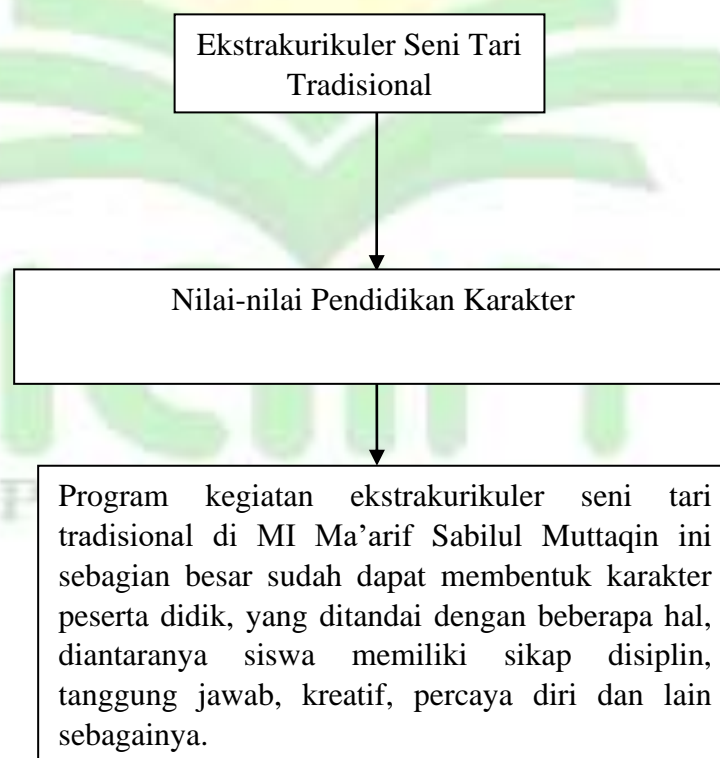 Ekstrakurikuler Seni Tari
Tradisional
Nilai-nilai Pendidikan Karakter
Program kegiatan ekstrakurikuler seni tari
tradisional di MI Ma’arif Sabilul Muttaqin ini
sebagian besar sudah dapat membentuk karakter
peserta didik, yang ditandai dengan beberapa hal,
diantaranya siswa memiliki sikap disiplin,
tanggung jawab, kreatif, percaya diri dan lain
sebagainya.